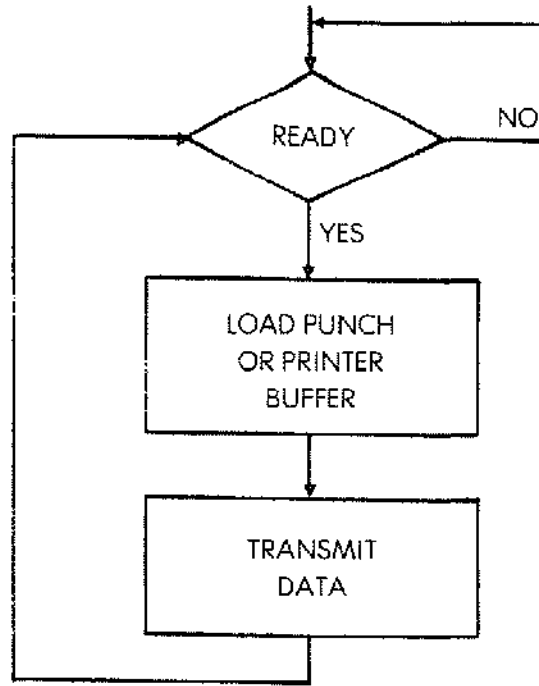 READY
NO
YES
LOAD PUNCH
OR PRINTER
BUFFER
TRANSMIT
DATA